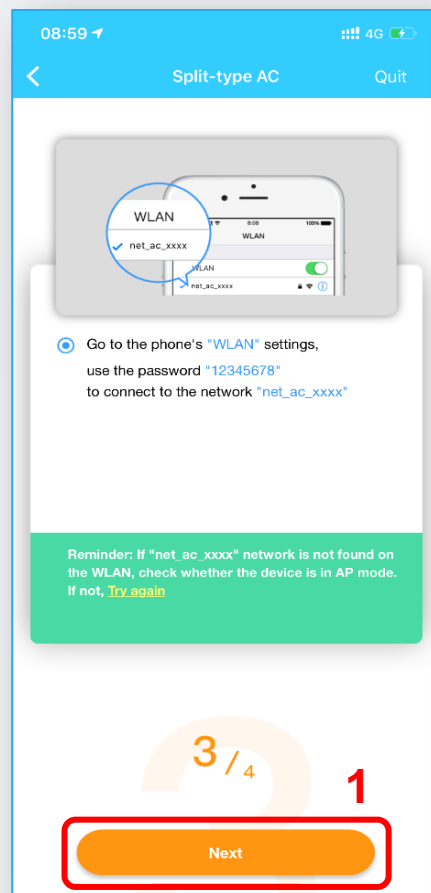 08:59 4G
Split-type AC Quit
WLAN
net_ac_xxxx
8:08 100%
WLAN
WLAN
net_ac_xxxx
Go to the phone's "WLAN" settings,
use the password "12345678"
to connect to the network "net_ac_xxxx"
Reminder: If "net_ac_xxxx" network is not found on
the WLAN, check whether the device is in AP mode.
If not, Try again
3/4
1
Next